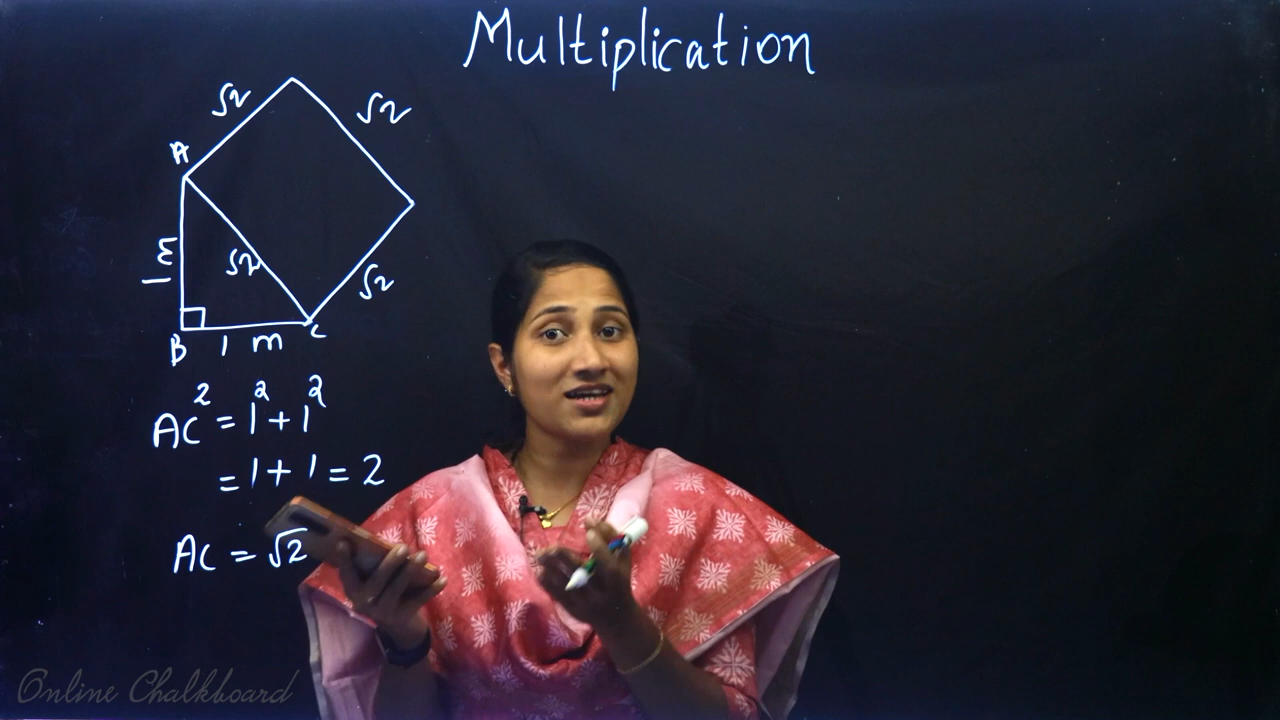 Multiplication
√2
√2
A
1 m
√2
√2
B 1 m C
AC² = 1² + 1²
= 1 + 1 = 2
AC = √2
Online Chalkboard